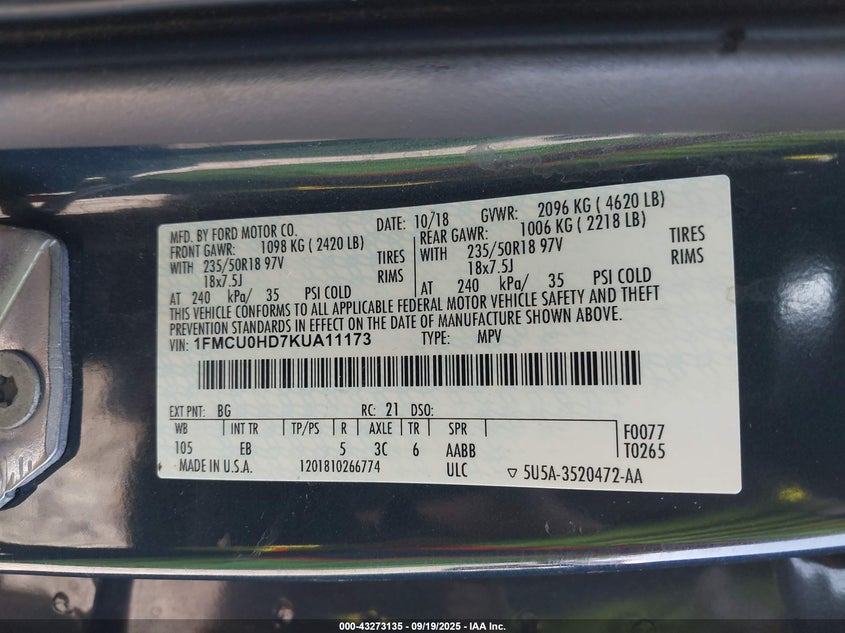 MFD. BY FORD MOTOR CO. DATE: 10/18 GVWR: 2096 KG ( 4620 LB)
FRONT GAWR: 1098 KG ( 2420 LB) REAR GAWR: 1006 KG ( 2218 LB)
WITH 235/50R18 97V TIRES WITH 235/50R18 97V TIRES
18x7.5J RIMS 18x7.5J RIMS
AT 240 kPa/ 35 PSI COLD AT 240 kPa/ 35 PSI COLD
THIS VEHICLE CONFORMS TO ALL APPLICABLE FEDERAL MOTOR VEHICLE SAFETY AND THEFT
PREVENTION STANDARDS IN EFFECT ON THE DATE OF MANUFACTURE SHOWN ABOVE.
VIN: 1FMCU0HD7KUA11173 TYPE: MPV
EXT PNT: BG RC: 21 DSO:
WB INT TR TP/PS R AXLE TR SPR F0077
105 EB 5 3C 6 AABB T0265
MADE IN U.S.A. 1201810266774 ULC ▽ 5U5A-3520472-AA
000-43273135 - 09/19/2025 - IAA Inc.